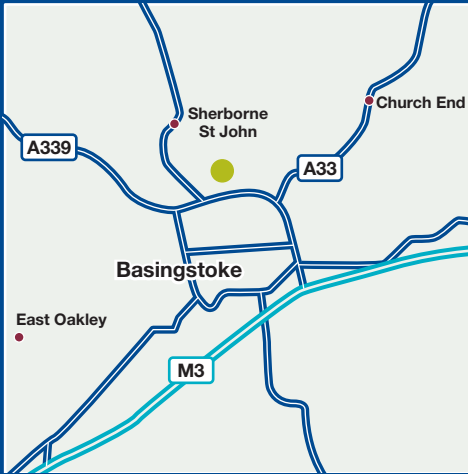 Church End
Sherborne
St John
A339
A33
Basingstoke
East Oakley
M3